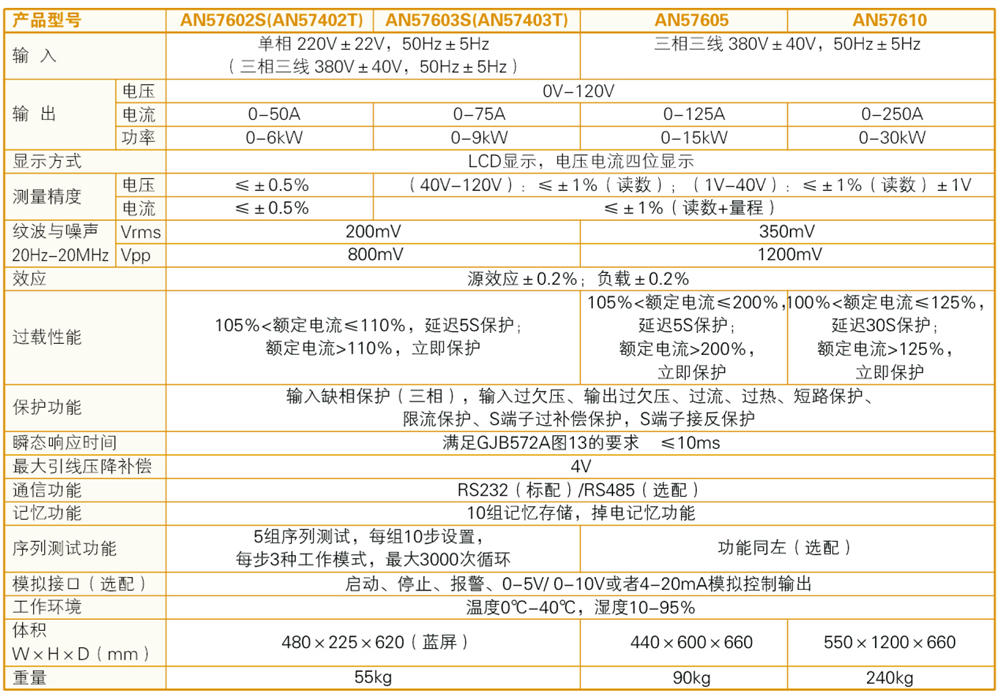 产品型号 AN57602S(AN57402T) AN57603S(AN57403T) AN57605 AN57610
输 入 单相 220V±22V，50Hz±5Hz 三相三线 380V±40V，50Hz±5Hz
（三相三线 380V±40V，50Hz±5Hz）
输 出 电压 0V-120V
电流 0-50A 0-75A 0-125A 0-250A
功率 0-6kW 0-9kW 0-15kW 0-30kW
显示方式 LCD显示，电压电流四位显示
测量精度 电压 ≤±0.5% （40V-120V）：≤±1%（读数）；（1V-40V）：≤±1%（读数）±1V
电流 ≤±0.5% ≤±1%（读数+量程）
纹波与噪声 Vrms 200mV 350mV
20Hz-20MHz Vpp 800mV 1200mV
效应 源效应±0.2%；负载±0.2%
过载性能
105%<额定电流≤110%，延迟5S保护；
额定电流>110%，立即保护
105%<额定电流≤200%，
延迟5S保护；
额定电流>200%，
立即保护
100%<额定电流≤125%，
延迟30S保护；
额定电流>125%，
立即保护
保护功能 输入缺相保护（三相），输入过欠压、输出过欠压、过流、过热、短路保护、
限流保护、S端子过补偿保护，S端子接反保护
瞬态响应时间 满足GJB572A图13的要求 ≤10ms
最大引线压降补偿 4V
通信功能 RS232（标配）/RS485（选配）
记忆功能 10组记忆存储，掉电记忆功能
序列测试功能 5组序列测试，每组10步设置，
每步3种工作模式，最大3000次循环
功能同左（选配）
模拟接口（选配） 启动、停止、报警、0-5V/ 0-10V或者4-20mA模拟控制输出
工作环境 温度0℃-40℃，湿度10-95%
体积
W×H×D（mm） 480×225×620（蓝屏） 440×600×660 550×1200×660
重量 55kg 90kg 240kg